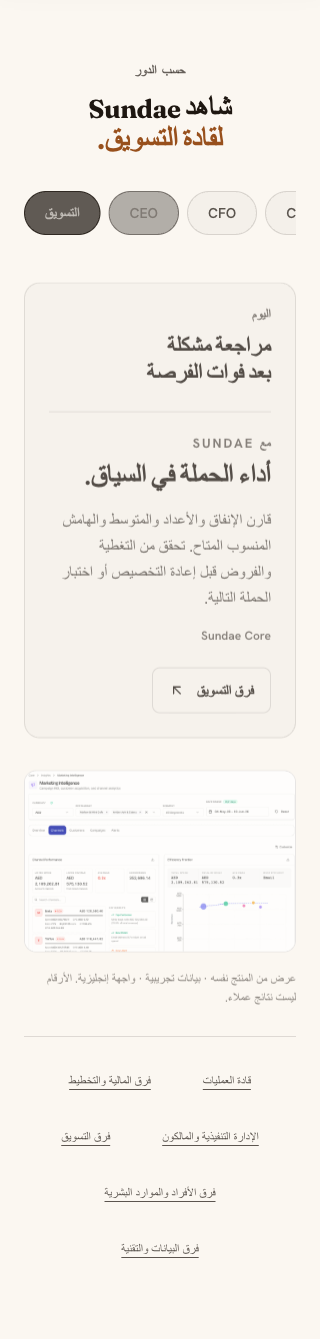 حسب الدور
شاهد Sundae
لقادة التسويق.
التسويق
CEO
CFO
اليوم
مراجعة مشكلة
بعد فوات الفرصة
مع SUNDAE
أداء الحملة في السياق.
قارن الإنفاق والأعداد والمتوسط والهامش
المنسوب المتاح. تحقق من التغطية
والفروض قبل إعادة التخصيص أو اختبار
الحملة التالية.
Sundae Core
فرق التسويق
Marketing Intelligence
عرض من المنتج نفسه · بيانات تجريبية · واجهة إنجليزية. الأرقام
ليست نتائج عملاء.
قادة العمليات
فرق المالية والتخطيط
الإدارة التنفيذية والمالكون
فرق التسويق
فرق الأفراد والموارد البشرية
فرق البيانات والتقنية